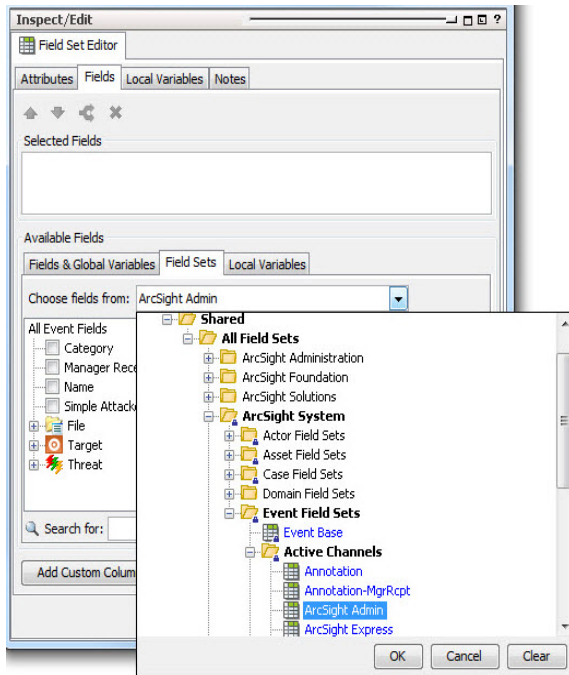 Inspect/Edit
?
Field Set Editor
Attributes Fields Local Variables Notes
Selected Fields
Available Fields
Fields & Global Variables Field Sets Local Variables
Choose fields from: ArcSight Admin
All Event Fields
Category
Manager Rece
Name
Simple Attack
File
Target
Threat
Search for:
Add Custom Colum
Shared
All Field Sets
ArcSight Administration
ArcSight Foundation
ArcSight Solutions
ArcSight System
Actor Field Sets
Asset Field Sets
Case Field Sets
Domain Field Sets
Event Field Sets
Event Base
Active Channels
Annotation
Annotation-MgrRcpt
ArcSight Admin
ArcSight Express
OK Cancel Clear